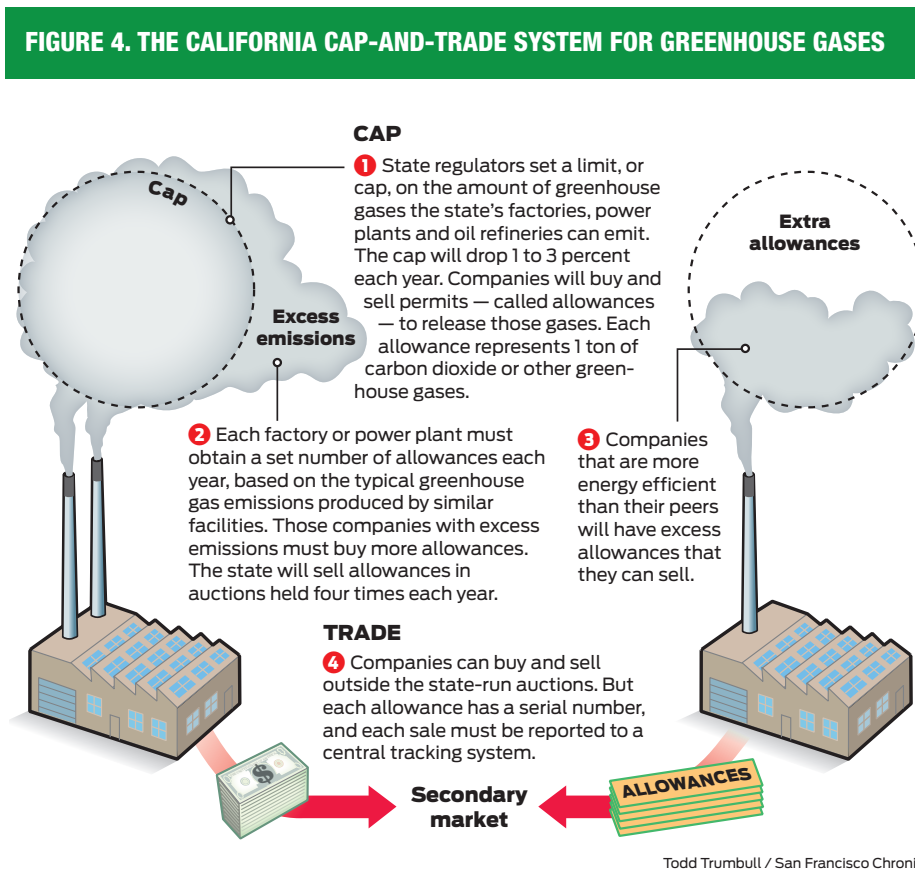 FIGURE 4. THE CALIFORNIA CAP-AND-TRADE SYSTEM FOR GREENHOUSE GASES
CAP
1 State regulators set a limit, or
cap, on the amount of greenhouse
gases the state's factories, power
plants and oil refineries can emit.
The cap will drop 1 to 3 percent
each year. Companies will buy and
sell permits — called allowances
— to release those gases. Each
allowance represents 1 ton of
carbon dioxide or other green-
house gases.
Cap
Excess
emissions
Extra
allowances
2 Each factory or power plant must
obtain a set number of allowances each
year, based on the typical greenhouse
gas emissions produced by similar
facilities. Those companies with excess
emissions must buy more allowances.
The state will sell allowances in
auctions held four times each year.
3 Companies
that are more
energy efficient
than their peers
will have excess
allowances that
they can sell.
TRADE
4 Companies can buy and sell
outside the state-run auctions. But
each allowance has a serial number,
and each sale must be reported to a
central tracking system.
$
Secondary
market
ALLOWANCES
Todd Trumbull / San Francisco Chroni